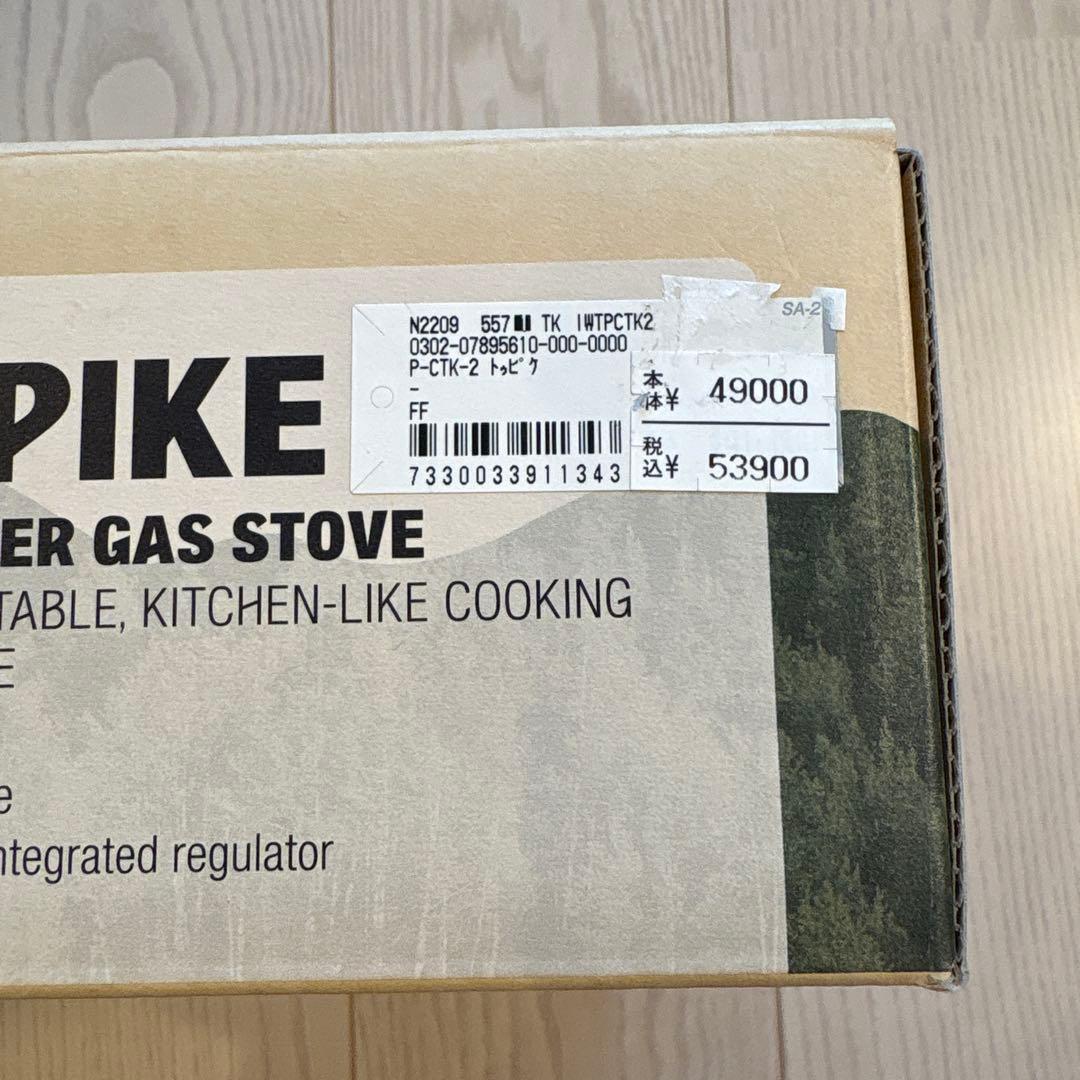 SA-2
N2209 557 TK IWTPCTK2
0302-07895610-000-0000
P-CTK-2 トゥピク
-
FF
7330033911343
本体¥ 49000
税込¥ 53900
PIKE
ER GAS STOVE
TABLE, KITCHEN-LIKE COOKING
E
e
ntegrated regulator